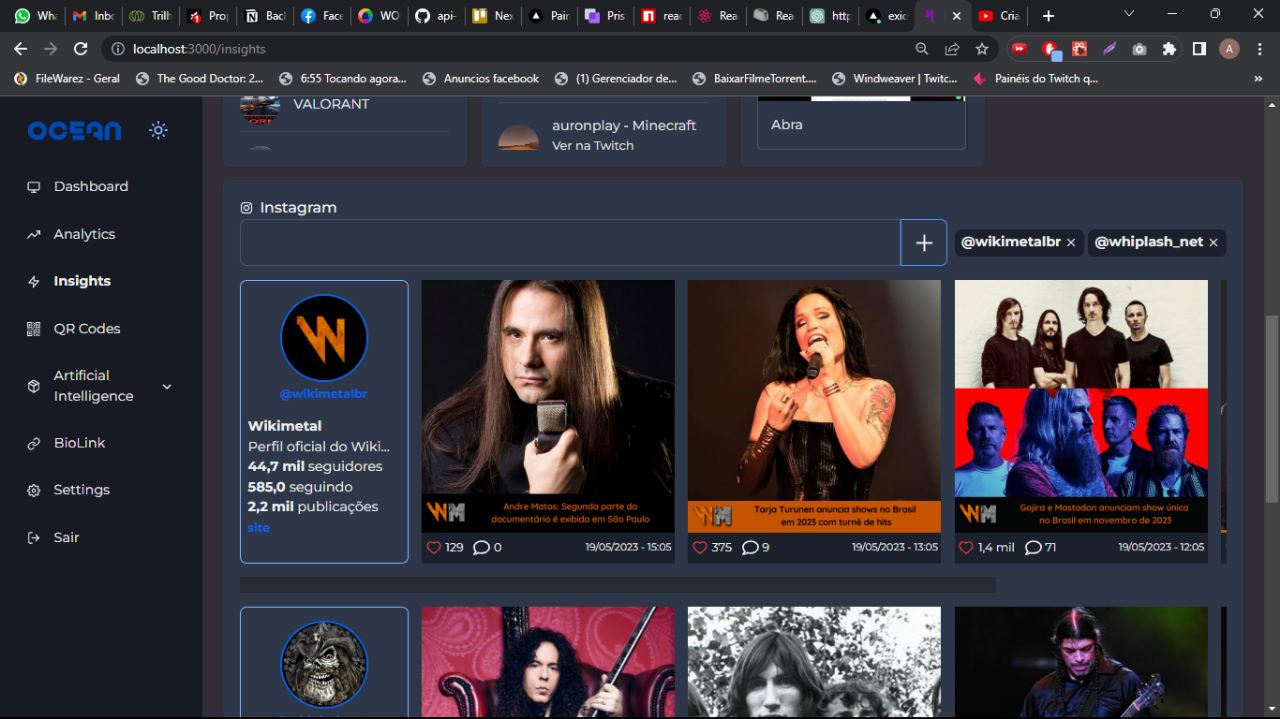 Wha
Inbo
Trill
Pro
Bac
Face
WO
api-
Nex
Pair
Pris
reac
Rea
Rea
http
exic
Cria
localhost:3000/insights
A
FileWarez - Geral
The Good Doctor: 2...
6:55 Tocando agora...
Anuncios facebook
(1) Gerenciador de...
BaixarFilmeTorrent....
Windweaver | Twitc...
Painéis do Twitch q...
»
OCEAN
Dashboard
Analytics
Insights
QR Codes
Artificial
Intelligence
BioLink
Settings
Sair
VALORANT
auronplay - Minecraft
Ver na Twitch
Abra
Instagram
+
@wikimetalbr ×
@whiplash_net ×
W
@wikimetalbr
Wikimetal
Perfil oficial do Wiki...
44,7 mil seguidores
585,0 seguindo
2,2 mil publicações
site
WM
Andre Matos: Segunda parte do
documentário é exibida em São Paulo
129
0
19/05/2023 - 15:05
WM
Tarja Turunen anuncia shows no Brasil
em 2023 com turnê de hits
375
9
19/05/2023 - 13:05
WM
Gojira e Mastodon anunciam show único
no Brasil em novembro de 2023
1,4 mil
71
19/05/2023 - 12:05